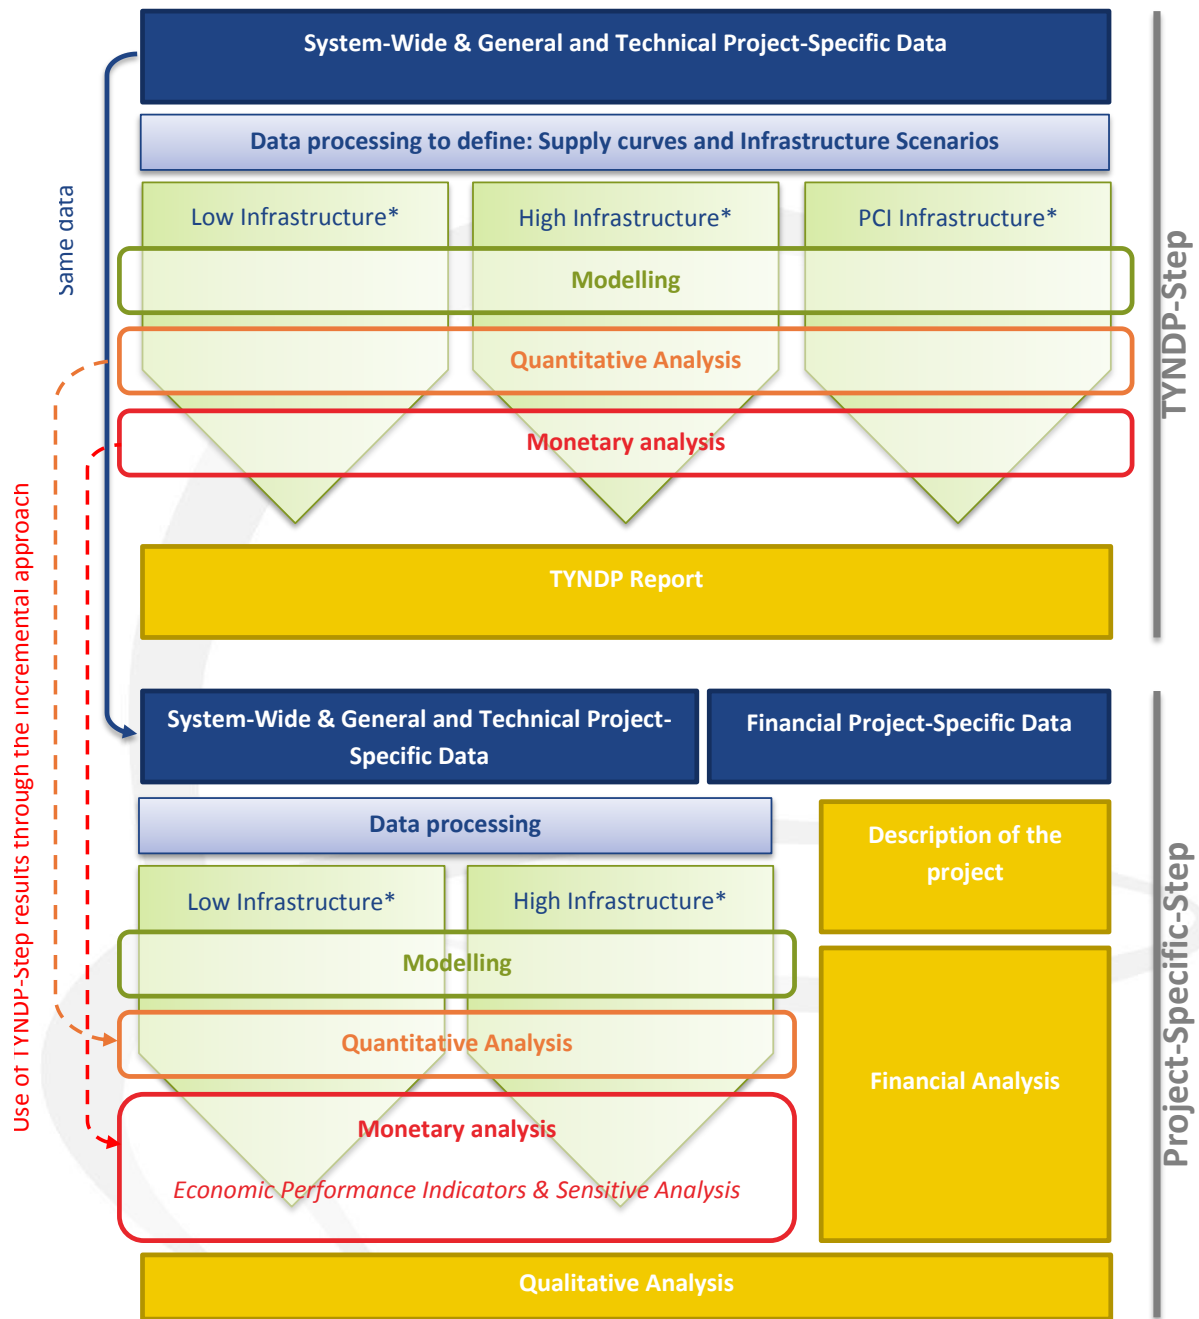 System-Wide & General and Technical Project-Specific Data
Data processing to define: Supply curves and Infrastructure Scenarios
Low Infrastructure*
High Infrastructure*
PCI Infrastructure*
Modelling
Quantitative Analysis
Monetary analysis
TYNDP Report
TYNDP-Step
Same data
Use of TYNDP-Step results through the incremental approach
System-Wide & General and Technical Project-
Specific Data
Financial Project-Specific Data
Data processing
Low Infrastructure*
High Infrastructure*
Modelling
Quantitative Analysis
Monetary analysis
Economic Performance Indicators & Sensitive Analysis
Description of the
project
Financial Analysis
Qualitative Analysis
Project-Specific-Step